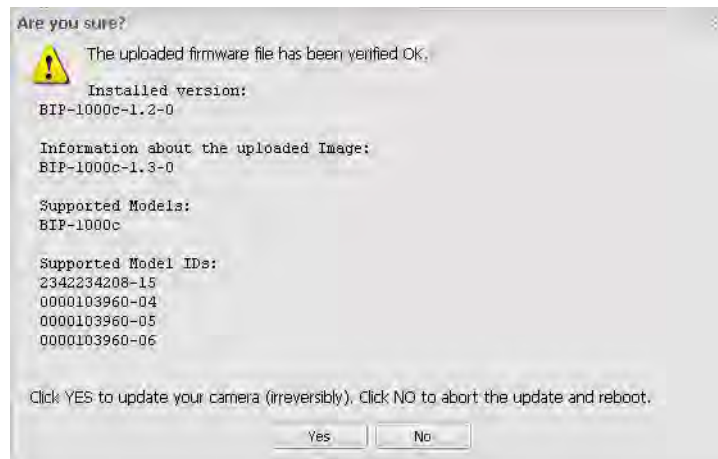 Are you sure?
The uploaded firmware file has been verified OK.
Installed version:
BIP-1000c-1.2-0
Information about the uploaded Image:
BIP-1000c-1.3-0
Supported Models:
BIP-1000c
Supported Model IDs:
2342234208-15
0000103960-04
0000103960-05
0000103960-06
Click YES to update your camera (irreversibly). Click NO to abort the update and reboot.
Yes No